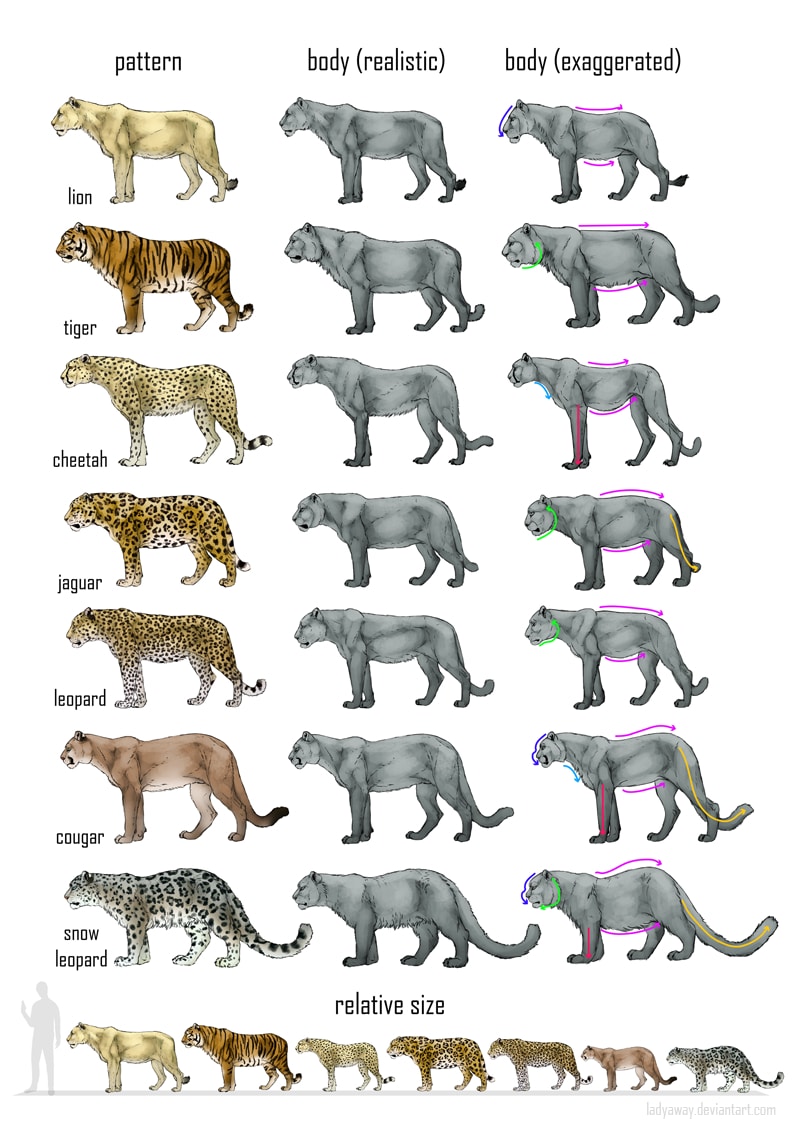 pattern
body (realistic)
body (exaggerated)
lion
tiger
cheetah
jaguar
leopard
cougar
snow
leopard
relative size
ladyaway.deviantart.com